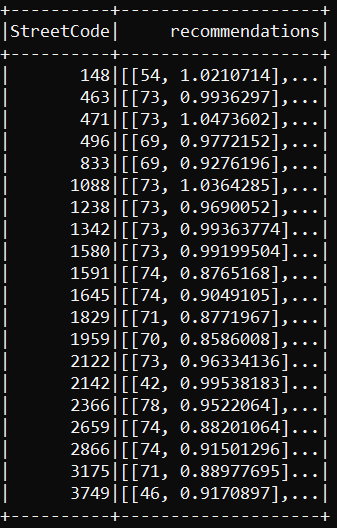 +----------+--------------------+
|StreetCode|     recommendations|
+----------+--------------------+
|       148|[[54, 1.0210714],...|
|       463|[[73, 0.9936297],...|
|       471|[[73, 1.0473602],...|
|       496|[[69, 0.9772152],...|
|       833|[[69, 0.9276196],...|
|      1088|[[73, 1.0364285],...|
|      1238|[[73, 0.9690052],...|
|      1342|[[73, 0.99363774]...|
|      1580|[[73, 0.99199504]...|
|      1591|[[74, 0.8765168],...|
|      1645|[[74, 0.9049105],...|
|      1829|[[71, 0.8771967],...|
|      1959|[[70, 0.8586008],...|
|      2122|[[73, 0.96334136]...|
|      2142|[[42, 0.99538183]...|
|      2366|[[78, 0.9522064],...|
|      2659|[[74, 0.88201064]...|
|      2866|[[74, 0.91501296]...|
|      3175|[[71, 0.88977695]...|
|      3749|[[46, 0.9170897],...|
+----------+--------------------+